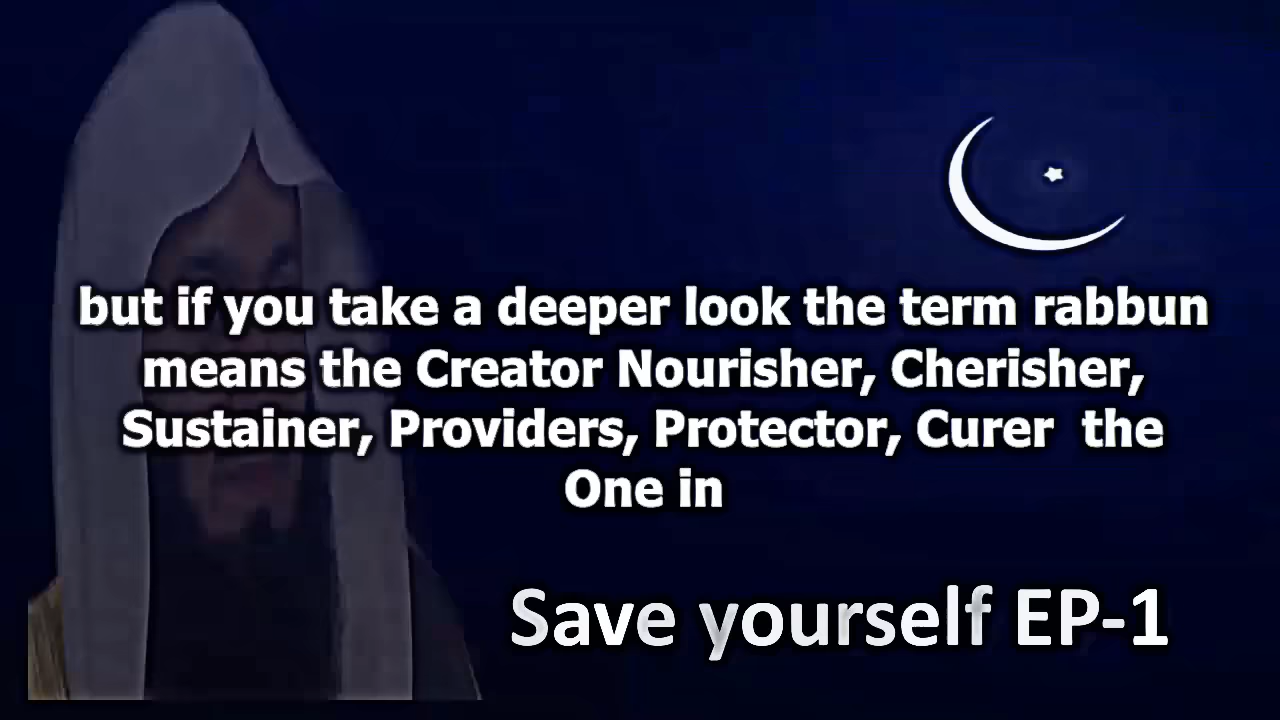 but if you take a deeper look the term rabbun
means the Creator Nourisher, Cherisher,
Sustainer, Providers, Protector, Curer  the
One in
Save yourself EP-1